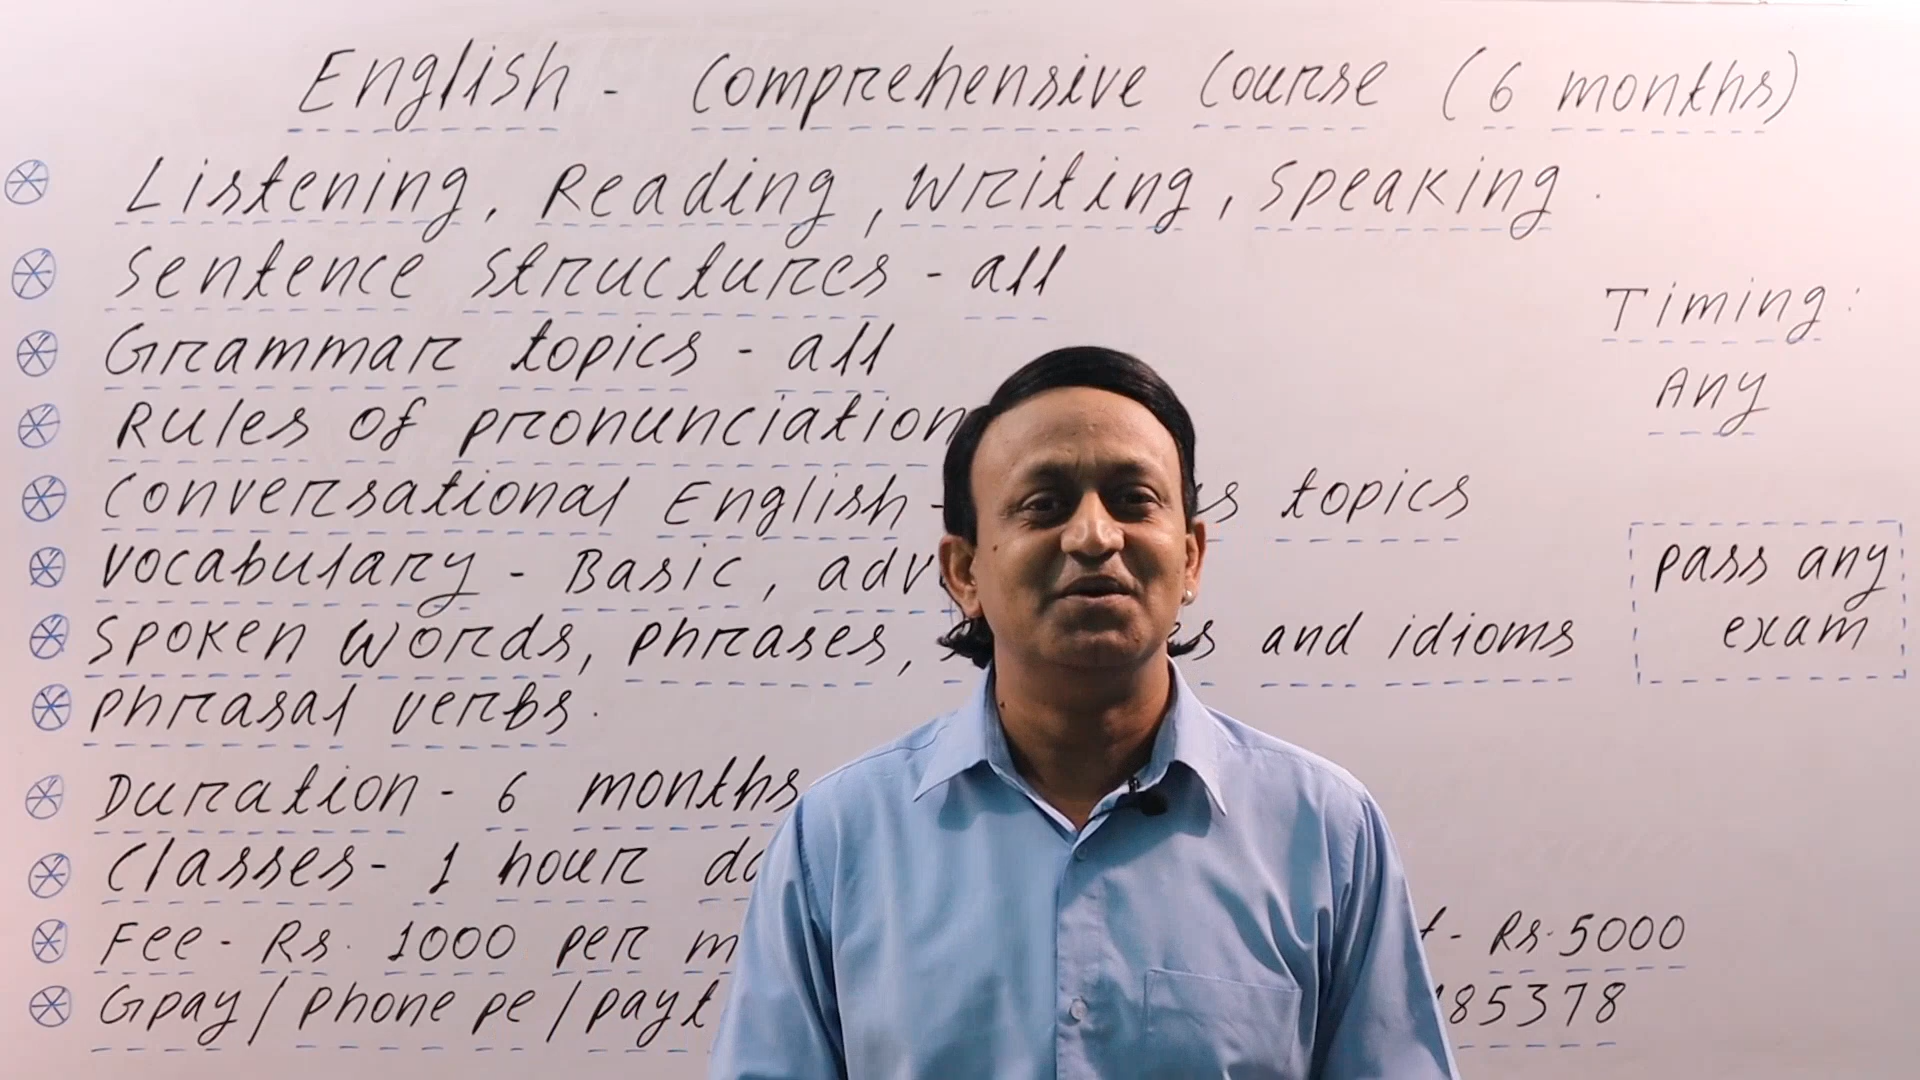 English - Comprehensive Course (6 months)
Listening, Reading, Writing, Speaking.
Sentence structures - all
Timing:
Grammar topics - all
Any
Rules of pronunciation
Conversational English - topics
pass any
exam
Vocabulary - Basic,
Spoken words, phrases, and idioms
Phrasal verbs.
Duration - 6 months
Classes - 1 hour
Fee - Rs. 1000 per - Rs. 5000
Gpay / phone pe / 85378